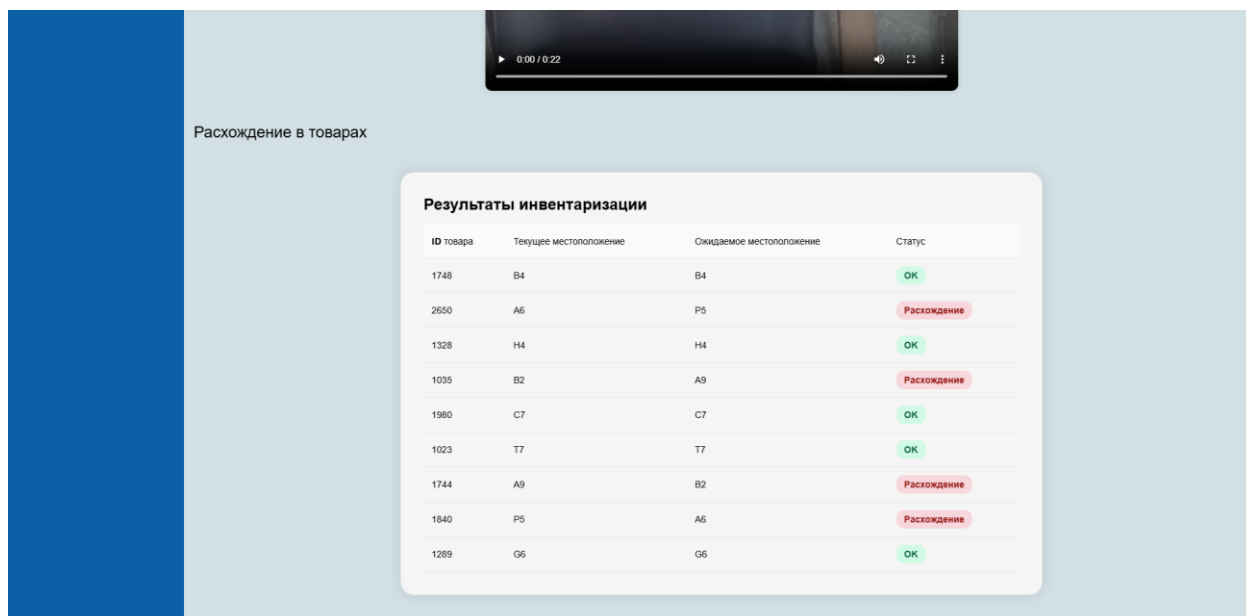 0:00 / 0:22
Расхождение в товарах
Результаты инвентаризации
ID товара Текущее местоположение Ожидаемое местоположение Статус
1748 B4 B4 OK
2650 A6 P5 Расхождение
1328 H4 H4 OK
1035 B2 A9 Расхождение
1980 C7 C7 OK
1023 T7 T7 OK
1744 A9 B2 Расхождение
1840 P5 A6 Расхождение
1289 G6 G6 OK